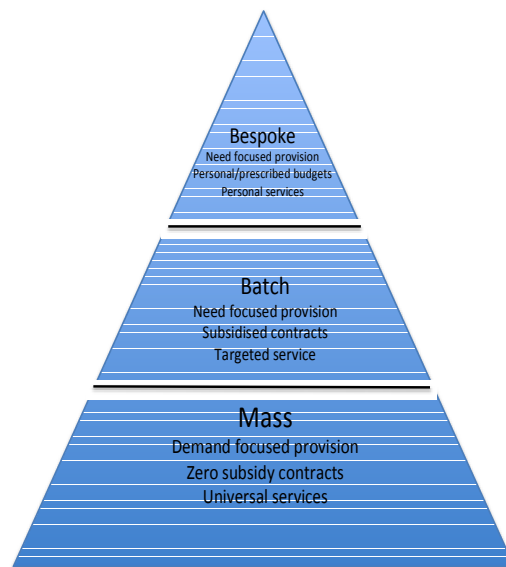 Bespoke
Need focused provision
Personal/prescribed budgets
Personal services
Batch
Need focused provision
Subsidised contracts
Targeted service
Mass
Demand focused provision
Zero subsidy contracts
Universal services